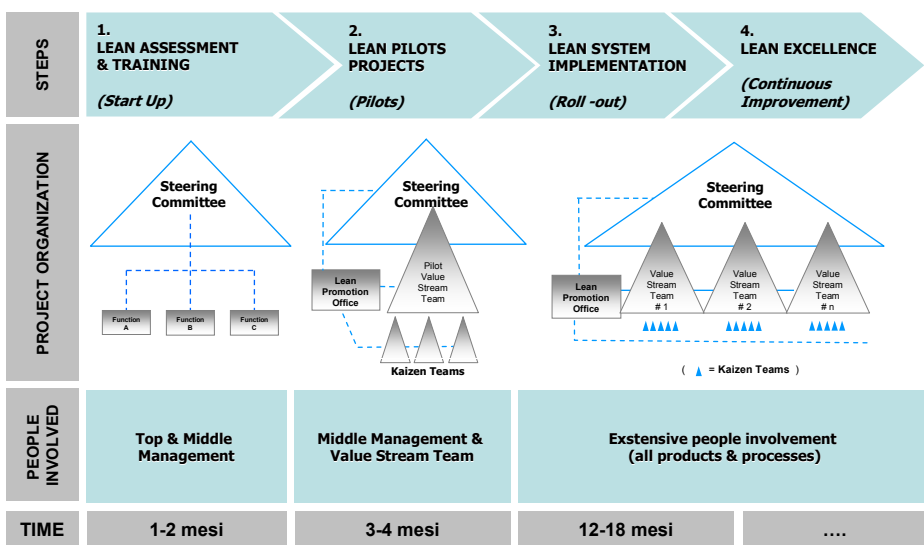 STEPS
1.
LEAN ASSESSMENT
& TRAINING
(Start Up)
2.
LEAN PILOTS
PROJECTS
(Pilots)
3.
LEAN SYSTEM
IMPLEMENTATION
(Roll -out)
4.
LEAN EXCELLENCE
(Continuous
Improvement)
PROJECT ORGANIZATION
Steering
Committee
Function
A
Function
B
Function
C
Steering
Committee
Pilot
Value
Stream
Team
Lean
Promotion
Office
Kaizen Teams
Steering
Committee
Lean
Promotion
Office
Value
Stream
Team
# 1
Value
Stream
Team
# 2
Value
Stream
Team
# n
( = Kaizen Teams )
PEOPLE
INVOLVED
Top & Middle
Management
Middle Management &
Value Stream Team
Exstensive people involvement
(all products & processes)
TIME
1-2 mesi
3-4 mesi
12-18 mesi
....